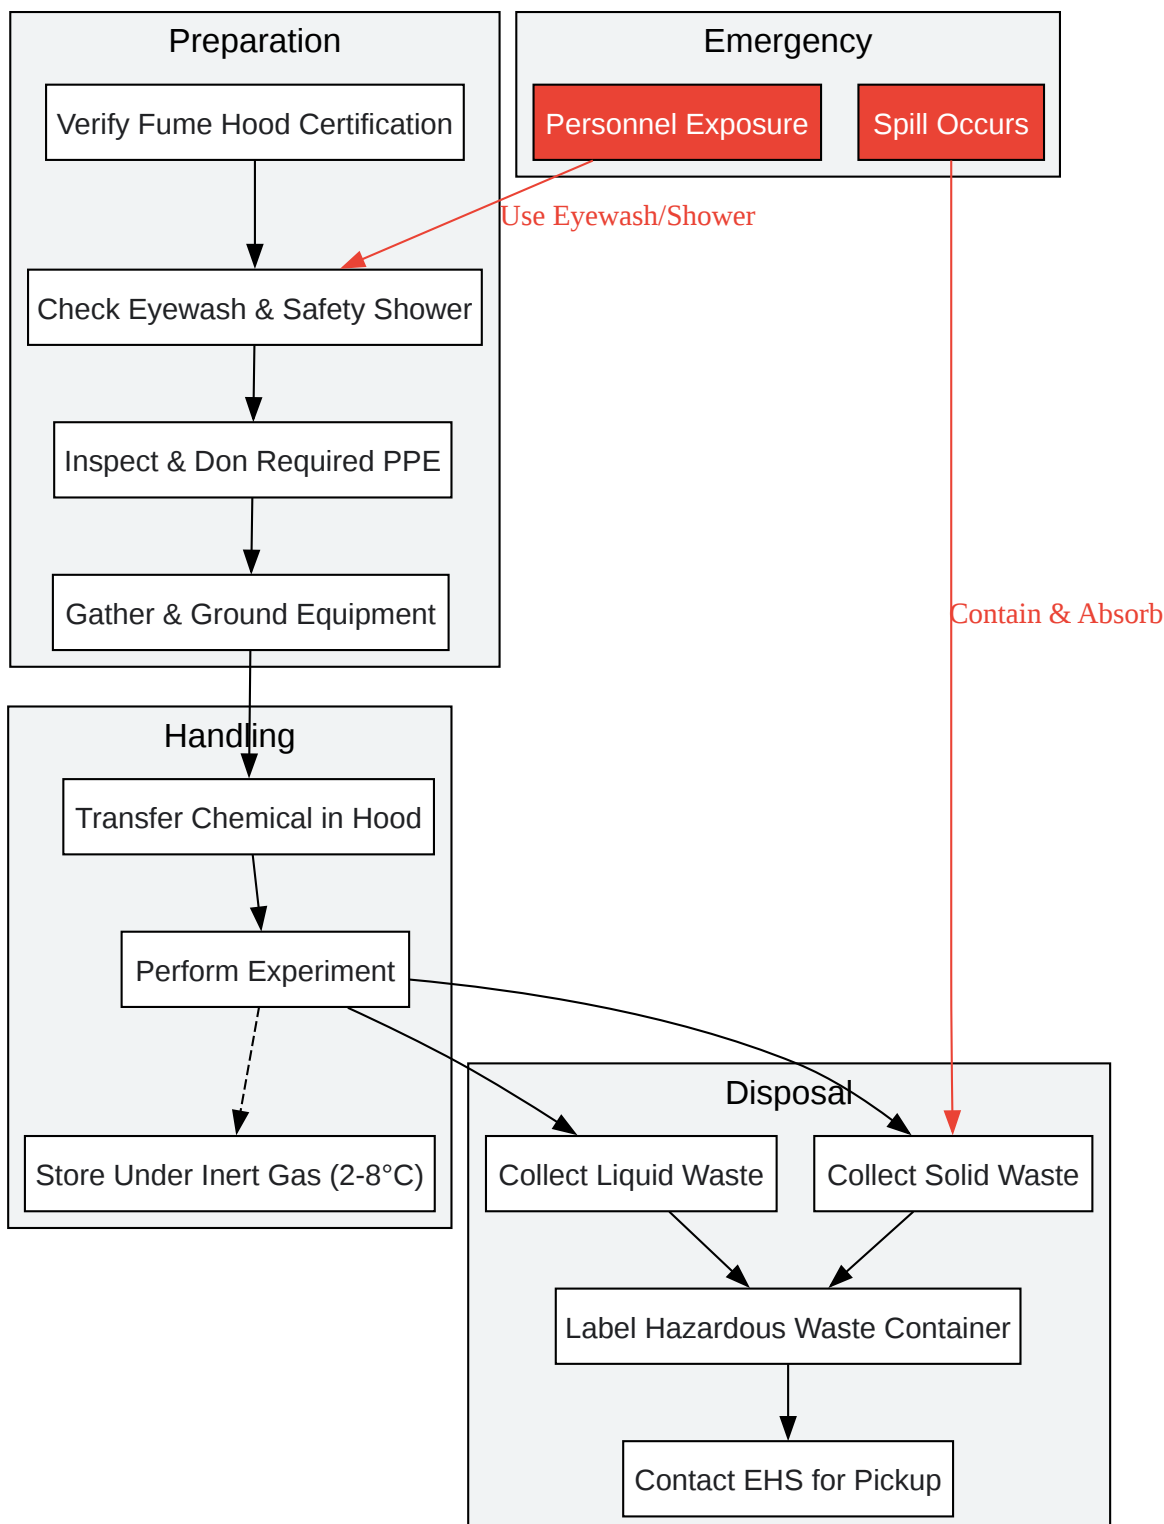 Preparation
Emergency
Verify Fume Hood Certification
Personnel Exposure
Spill Occurs
Use Eyewash/Shower
Check Eyewash & Safety Shower
Inspect & Don Required PPE
Gather & Ground Equipment
Contain & Absorb
Handling
Transfer Chemical in Hood
Perform Experiment
Disposal
Store Under Inert Gas (2-8°C)
Collect Liquid Waste
Collect Solid Waste
Label Hazardous Waste Container
Contact EHS for Pickup